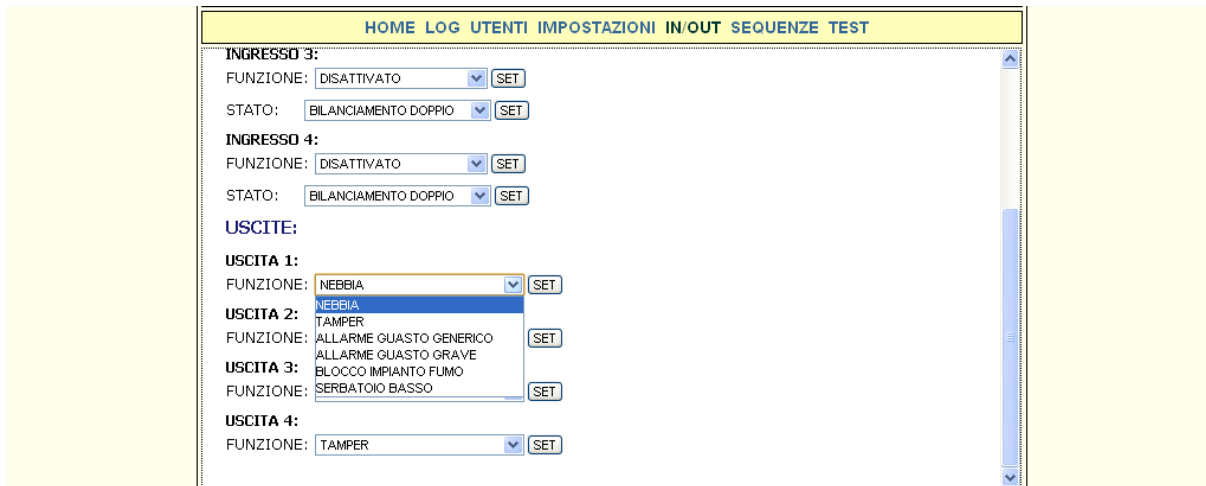 HOME LOG UTENTI IMPOSTAZIONI IN/OUT SEQUENZE TEST
INGRESSO 3:
FUNZIONE: DISATTIVATO SET
STATO: BILANCIAMENTO DOPPIO SET
INGRESSO 4:
FUNZIONE: DISATTIVATO SET
STATO: BILANCIAMENTO DOPPIO SET
USCITE:
USCITA 1:
FUNZIONE: NEBBIA SET
NEBBIA
USCITA 2:
TAMPER
FUNZIONE: ALLARME GUASTO GENERICO SET
ALLARME GUASTO GRAVE
USCITA 3:
BLOCCO IMPIANTO FUMO
FUNZIONE: SERBATOIO BASSO SET
USCITA 4:
FUNZIONE: TAMPER SET